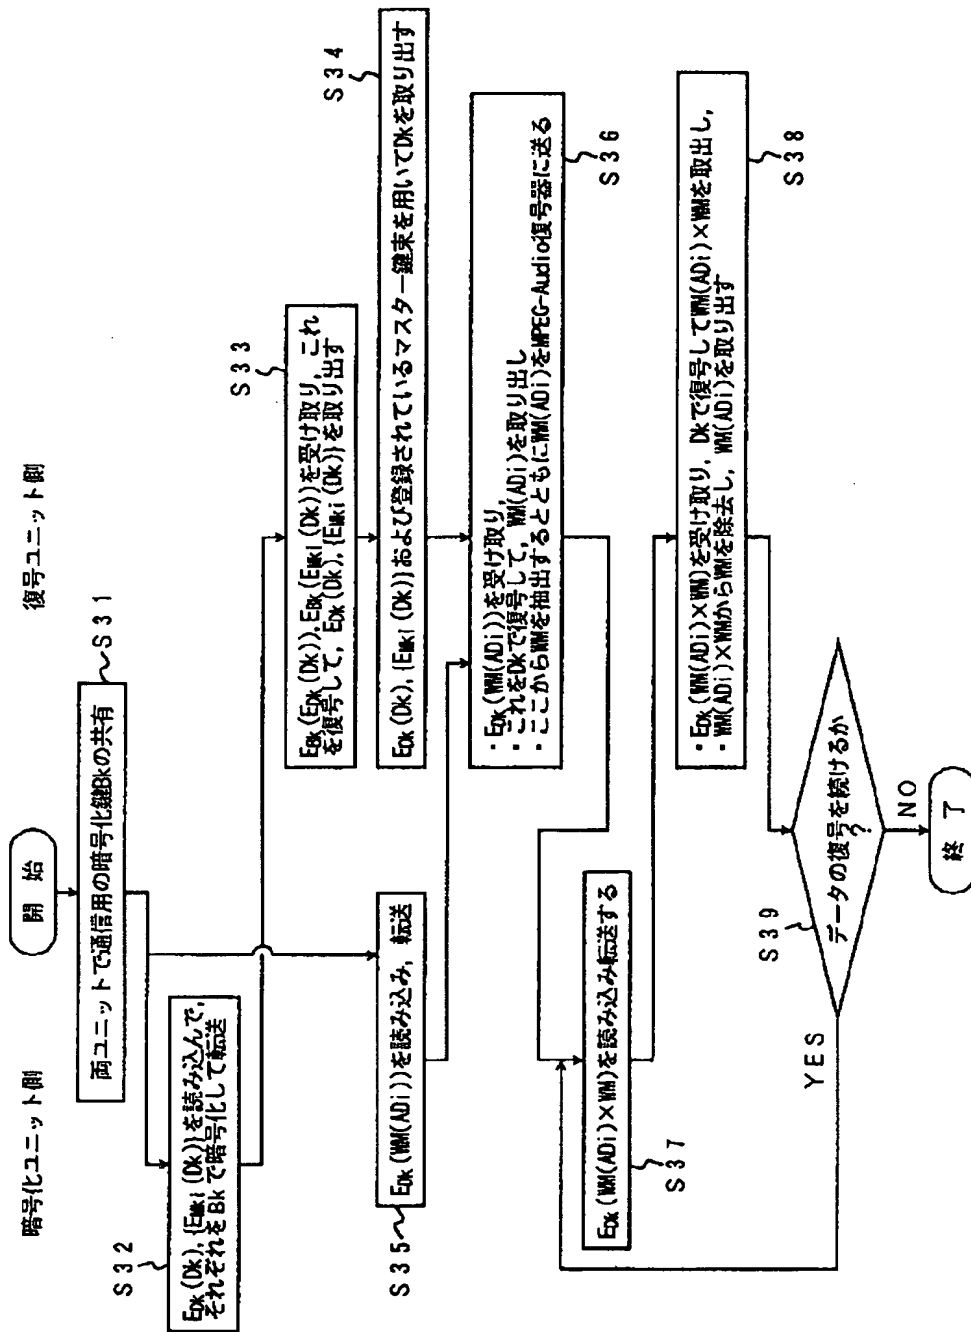 暗号化ユニット側
復号ユニット側
開 始
両ユニットで通信用の暗号化鍵Bkの共有
S31
EDk(Dk),{EMki(Dk)}を読み込んで,
それぞれをBkで暗号化して転送
S32
EBk(EDk(Dk)),EBk(EMki(Dk))を受け取り,これ
を復号して,EDk(Dk),{EMki(Dk)}を取り出す
S33
EDk(Dk),{EMki(Dk)}および登録されているマスター鍵束を用いてDkを取り出す
S34
EDk(WM(ADi))を読み込み,転送
S35
・EDk(WM(ADi))を受け取り,
・これをDkで復号して,WM(ADi)を取り出し
・ここからWMを抽出するとともにWM(ADi)をMPEG-Audio復号器に送る
S36
EDk(WM(ADi)×WM)を読み込み転送する
S37
・EDk(WM(ADi)×WM)を受け取り,Dkで復号してWM(ADi)×WMを取出し,
・WM(ADi)×WMからWMを除去し,WM(ADi)を取り出す
S38
データの復号を続けるか
?
S39
YES
NO
終 了